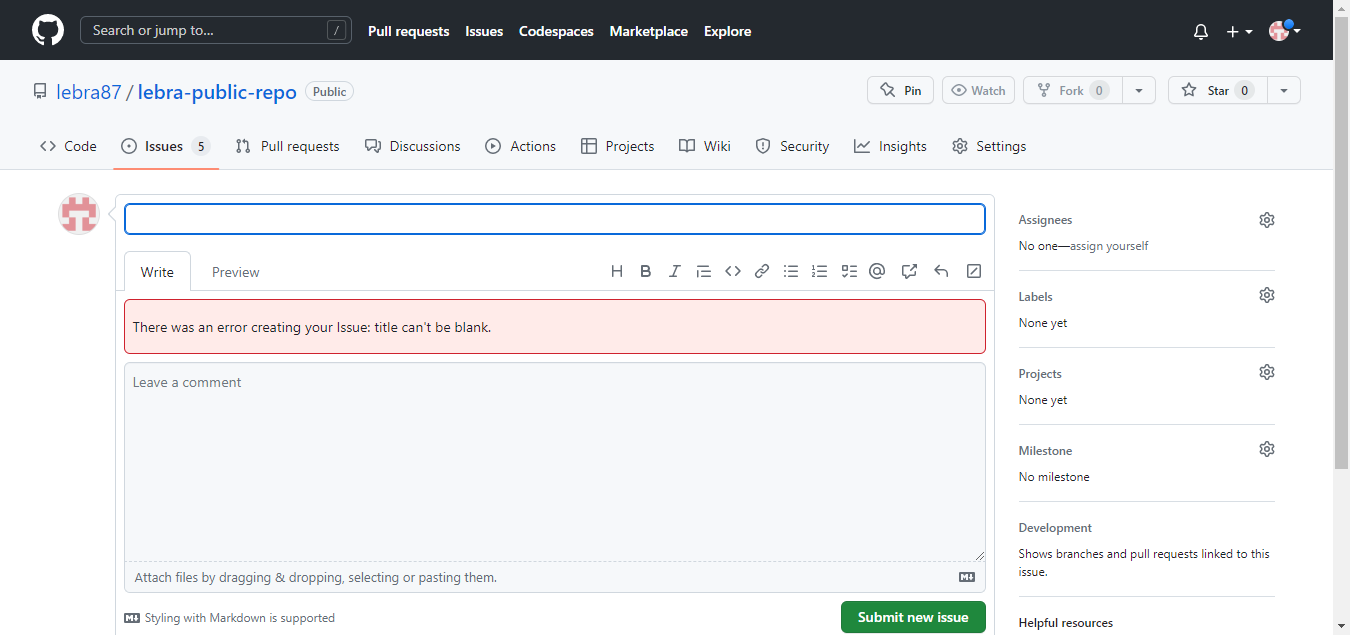 Search or jump to... /
Pull requests Issues Codespaces Marketplace Explore
lebra87 / lebra-public-repo Public
Pin Watch Fork 0 Star 0
Code Issues 5 Pull requests Discussions Actions Projects Wiki Security Insights Settings
Write Preview
There was an error creating your Issue: title can't be blank.
Leave a comment
Attach files by dragging & dropping, selecting or pasting them.
Styling with Markdown is supported
Submit new issue
Assignees
No one—assign yourself
Labels
None yet
Projects
None yet
Milestone
No milestone
Development
Shows branches and pull requests linked to this
issue.
Helpful resources